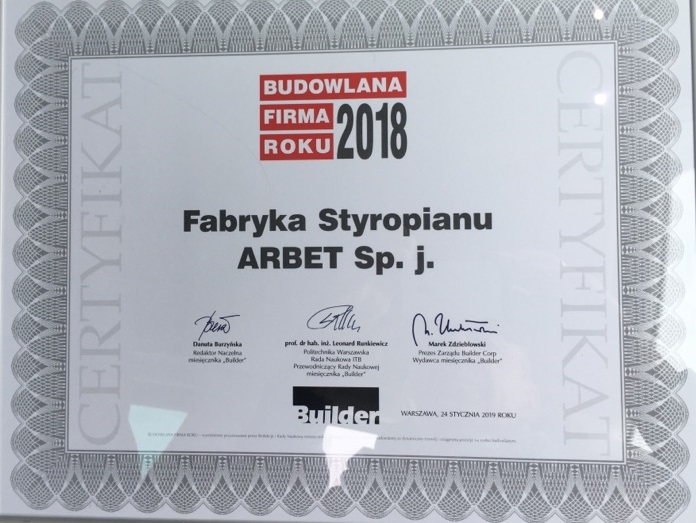 CERTYFIKAT
CERTYFIKAT
BUDOWLANA
FIRMA
ROKU 2018
Fabryka Styropianu
ARBET Sp. j.
Danuta Burzyńska
Redaktor Naczelna
miesięcznika „Builder”
prof. dr hab. inż. Leonard Runkiewicz
Politechnika Warszawska
Rada Naukowa ITB
Przewodniczący Rady Naukowej
miesięcznika „Builder”
Marek Zdziebłowski
Prezes Zarządu Builder Corp
Wydawca miesięcznika „Builder”
Builder
WARSZAWA, 24 STYCZNIA 2019 ROKU